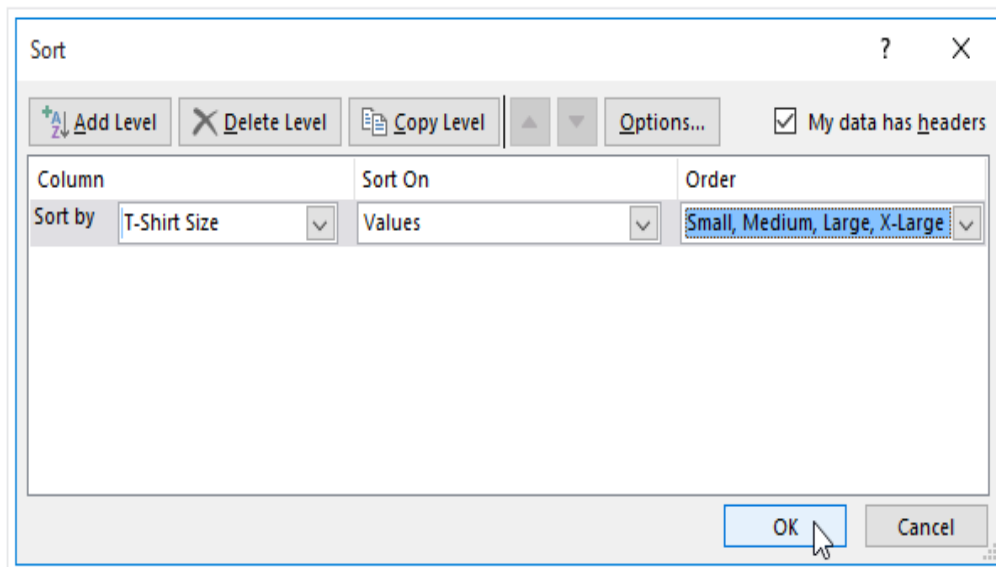 Sort ?
Add Level Delete Level Copy Level Options... My data has headers
Column Sort On Order
Sort by T-Shirt Size Values Small, Medium, Large, X-Large
OK Cancel